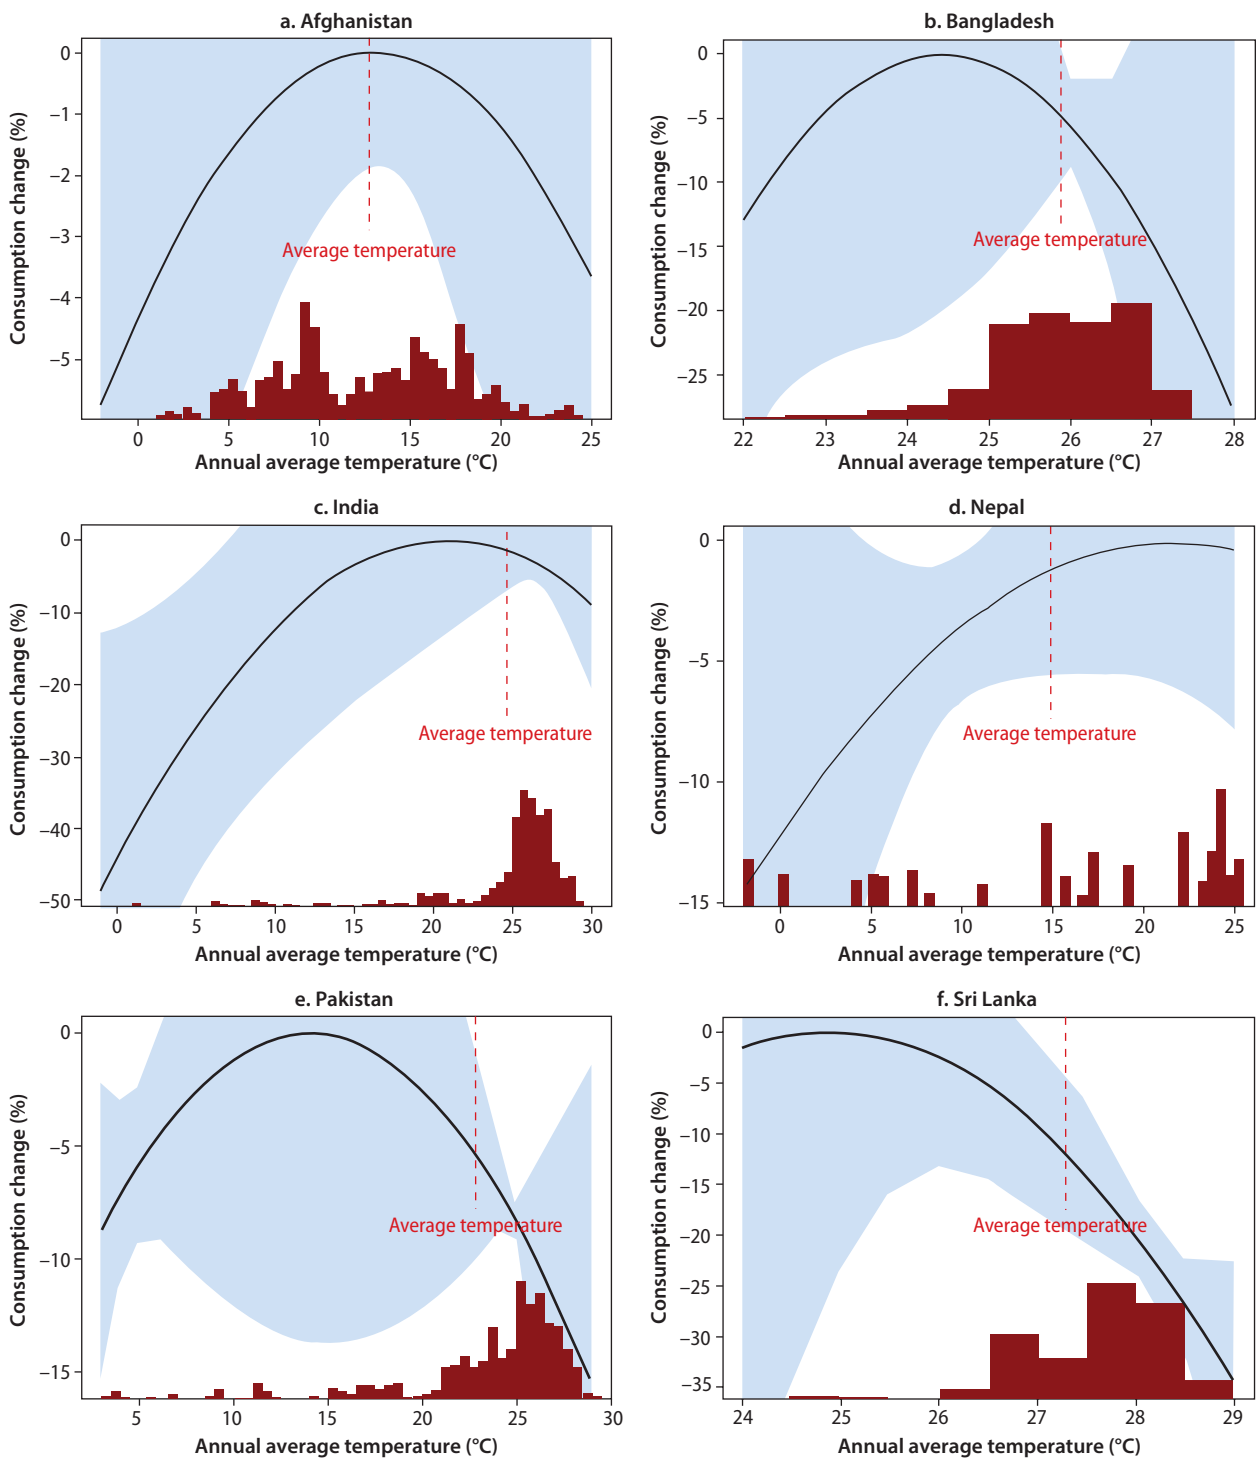 a. Afghanistan
Consumption change (%)
0
−1
−2
−3
−4
−5
Average temperature
0 5 10 15 20 25
Annual average temperature (°C)
b. Bangladesh
Consumption change (%)
0
−5
−10
−15
−20
−25
Average temperature
22 23 24 25 26 27 28
Annual average temperature (°C)
c. India
Consumption change (%)
0
−10
−20
−30
−40
−50
Average temperature
0 5 10 15 20 25 30
Annual average temperature (°C)
d. Nepal
Consumption change (%)
0
−5
−10
−15
Average temperature
0 5 10 15 20 25
Annual average temperature (°C)
e. Pakistan
Consumption change (%)
0
−5
−10
−15
Average temperature
5 10 15 20 25 30
Annual average temperature (°C)
f. Sri Lanka
Consumption change (%)
0
−5
−10
−15
−20
−25
−30
−35
Average temperature
24 25 26 27 28 29
Annual average temperature (°C)